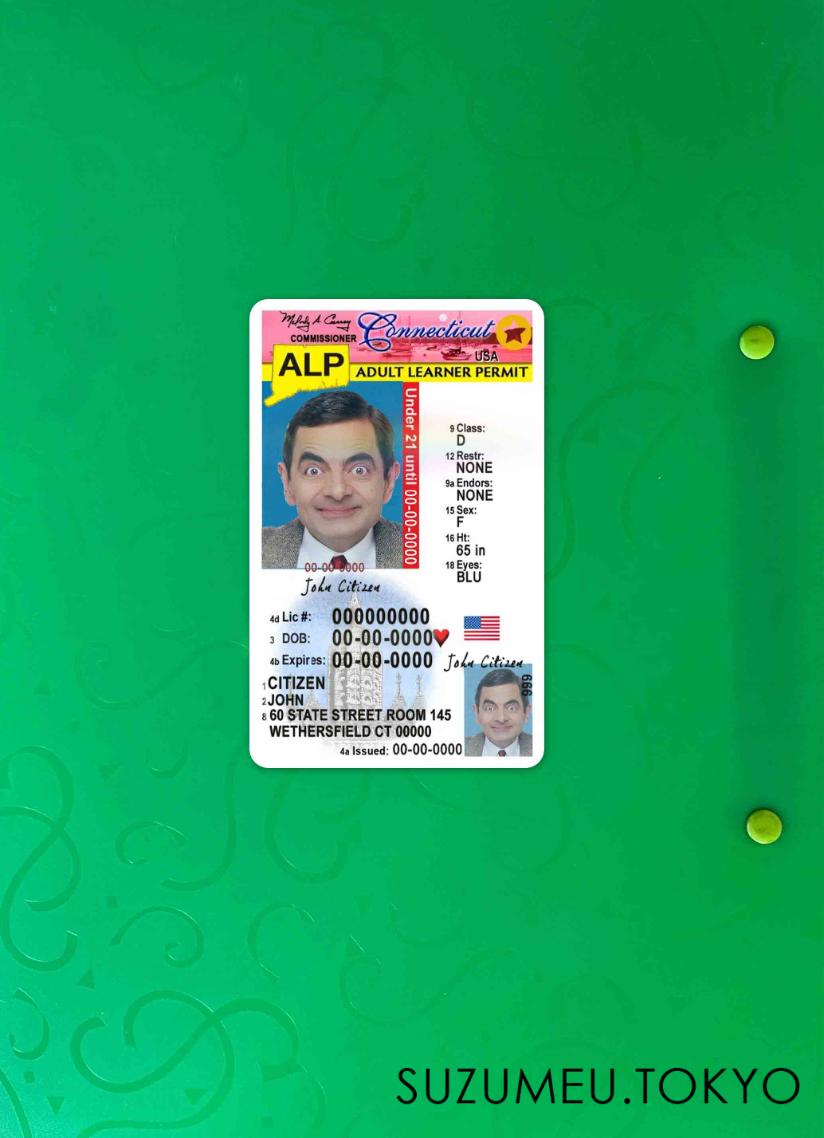 Melody A. Currey
COMMISSIONER
Connecticut
USA
ALP
ADULT LEARNER PERMIT
Under 21 until 00-00-0000
9 Class:
D
12 Restr:
NONE
9a Endors:
NONE
15 Sex:
F
16 Ht:
65 in
18 Eyes:
BLU
00-00-0000
John Citizen
4d Lic #: 000000000
3 DOB: 00-00-0000
4b Expires: 00-00-0000
John Citizen
999
1 CITIZEN
2 JOHN
8 60 STATE STREET ROOM 145
WETHERSFIELD CT 00000
4a Issued: 00-00-0000
SUZUMEU.TOKYO